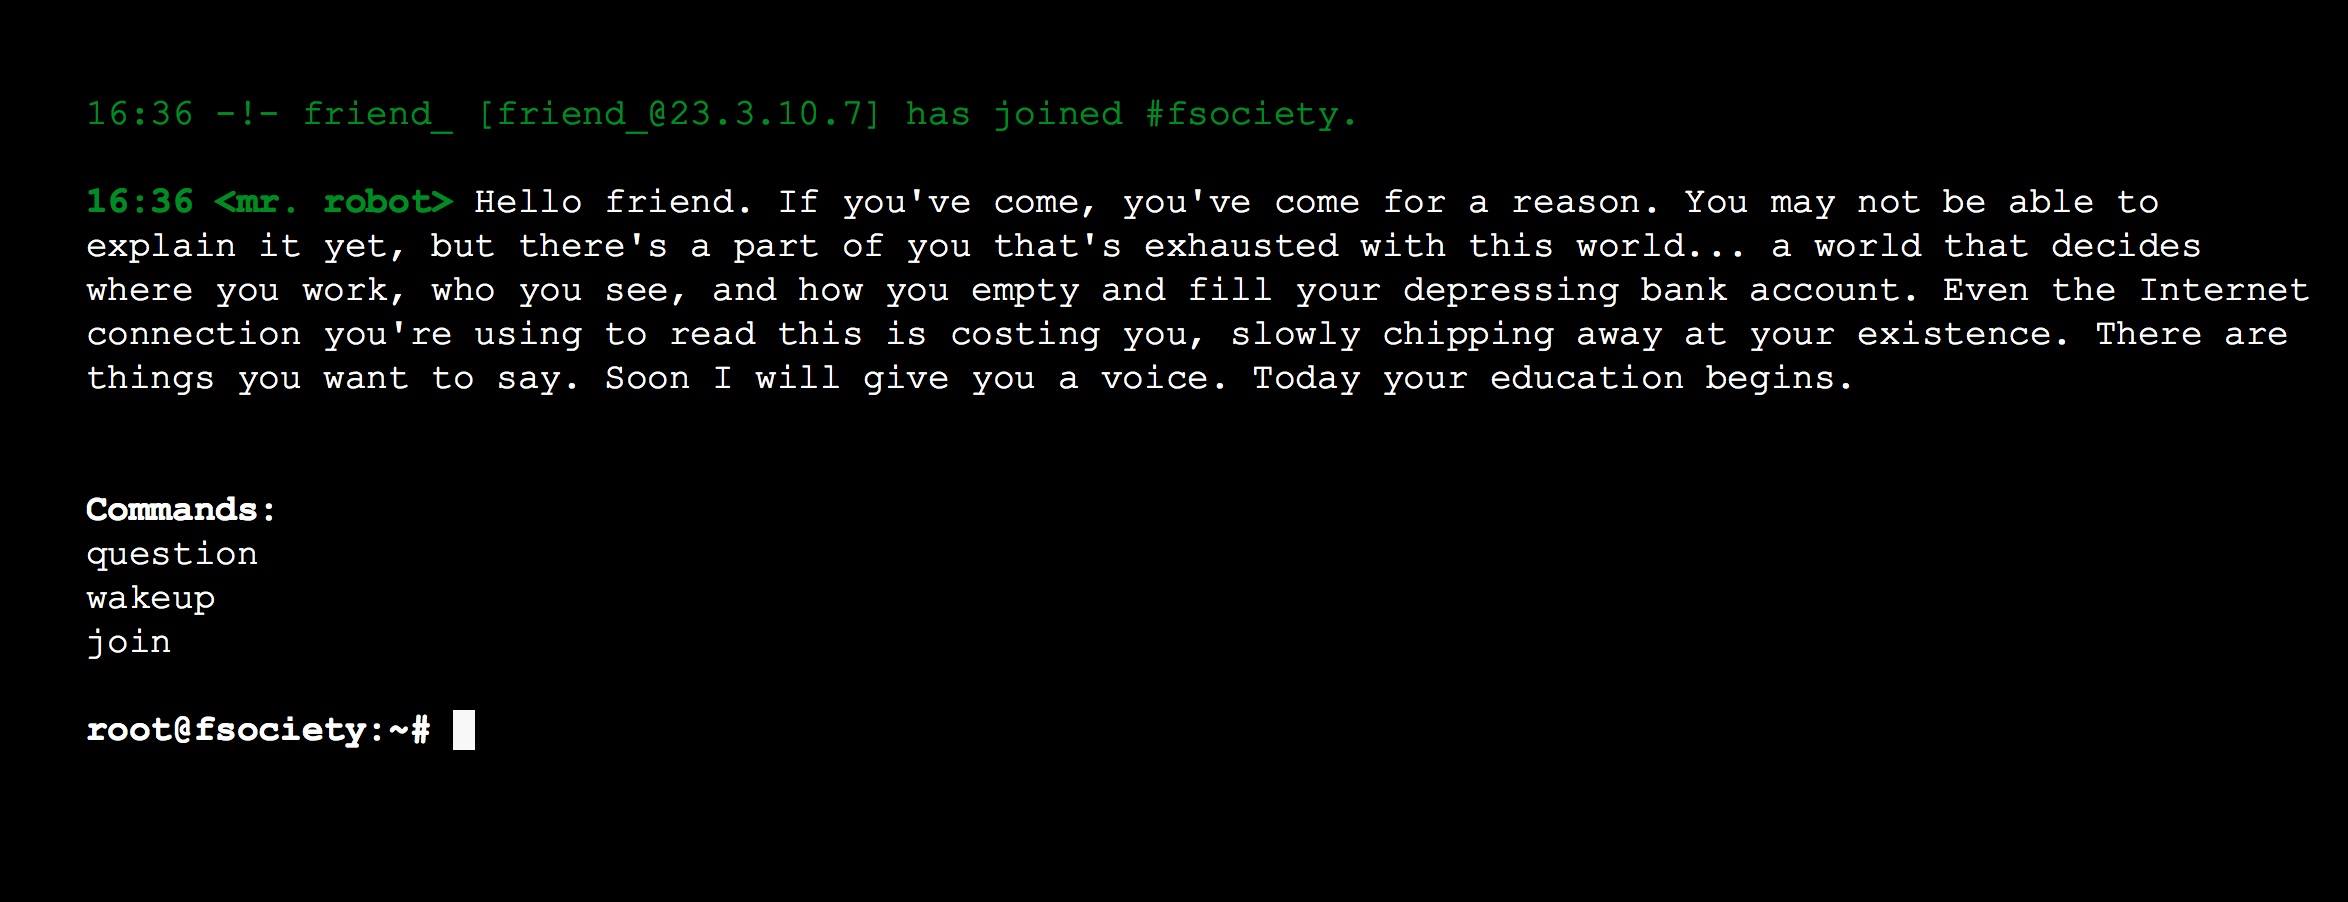 16:36 -!- friend_ [friend_@23.3.10.7] has joined #fsociety.
16:36 <mr. robot> Hello friend. If you've come, you've come for a reason. You may not be able to
explain it yet, but there's a part of you that's exhausted with this world... a world that decides
where you work, who you see, and how you empty and fill your depressing bank account. Even the Internet
connection you're using to read this is costing you, slowly chipping away at your existence. There are
things you want to say. Soon I will give you a voice. Today your education begins.
Commands:
question
wakeup
join
root@fsociety:~#